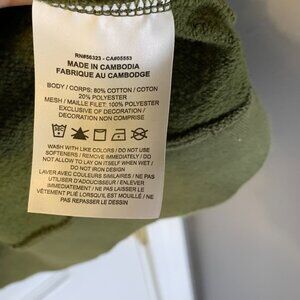 RN#56323 - CA#05553
MADE IN CAMBODIA
FABRIQUE AU CAMBODGE
BODY / CORPS: 80% COTTON / COTON
20% POLYESTER
MESH / MAILLE FILET: 100% POLYESTER
EXCLUSIVE OF DECORATION /
DECORATION NON COMPRISE
WASH WITH LIKE COLORS / DO NOT USE
SOFTENERS / REMOVE IMMEDIATELY / DO
NOT ALLOW TO LAY ON ITSELF WHEN WET /
DO NOT IRON DESIGN
LAVER AVEC COULEURS SIMILAIRES / NE PAS
UTILISER D'ADOUCISSEUR / ENLEVER
IMMEDIATEMENT / NE PAS LAISSER LE
VÊTEMENT PLIÉ LORSQU'IL EST MOUILLÉ / NE
PAS REPASSER LE DESSIN